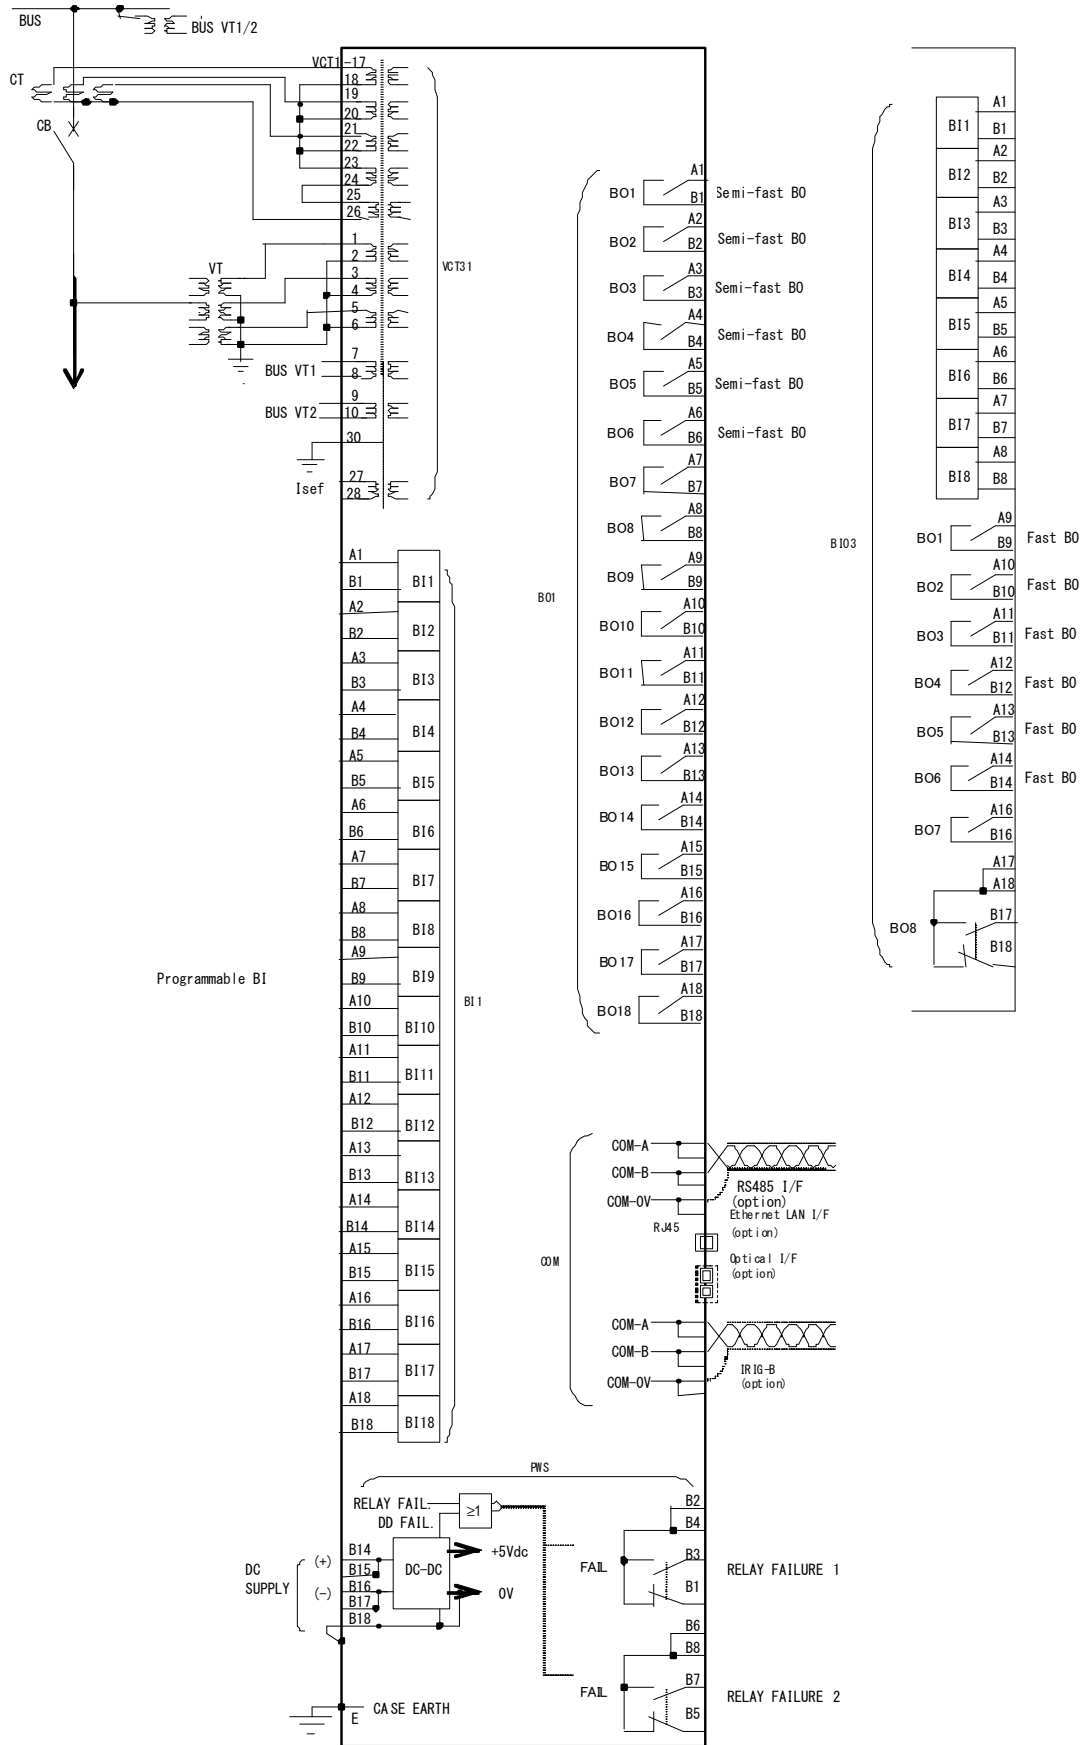 BUS
BUS VT1/2
CT
CB
VT
BUS VT1
BUS VT2
Isef
VCT1-17
18
19
20
21
22
23
24
25
26
1
2
3
4
5
6
7
8
9
10
30
27
28
VCT31
A1
B1 BI1
A2
B2 BI2
A3
B3 BI3
A4
B4 BI4
A5
B5 BI5
A6
B6 BI6
A7
B7 BI7
A8
B8 BI8
A9
B9 BI9
A10
B10 BI10
A11
B11 BI11
A12
B12 BI12
A13
B13 BI13
A14
B14 BI14
A15
B15 BI15
A16
B16 BI16
A17
B17 BI17
A18
B18 BI18
Programmable BI
BI1
BO1 A1 B1 Semi-fast BO
BO2 A2 B2 Semi-fast BO
BO3 A3 B3 Semi-fast BO
BO4 A4 B4 Semi-fast BO
BO5 A5 B5 Semi-fast BO
BO6 A6 B6 Semi-fast BO
BO7 A7 B7
BO8 A8 B8
BO9 A9 B9
BO10 A10 B10
BO11 A11 B11
BO12 A12 B12
BO13 A13 B13
BO14 A14 B14
BO15 A15 B15
BO16 A16 B16
BO17 A17 B17
BO18 A18 B18
BO1
BI1 A1 B1
BI2 A2 B2
BI3 A3 B3
BI4 A4 B4
BI5 A5 B5
BI6 A6 B6
BI7 A7 B7
BI8 A8 B8
BO1 A9 B9 Fast BO
BO2 A10 B10 Fast BO
BO3 A11 B11 Fast BO
BO4 A12 B12 Fast BO
BO5 A13 B13 Fast BO
BO6 A14 B14 Fast BO
BO7 A16 B16
A17
A18
BO8 B17
B18
BIO3
COM
COM-A
COM-B
COM-0V
RS485 I/F
(option)
RJ45
Ethernet LAN I/F
(option)
Optical I/F
(option)
COM-A
COM-B
COM-0V
IRIG-B
(option)
PWS
RELAY FAIL.
DD FAIL.
≥1
DC
SUPPLY
(+)
(-)
B14
B15
B16
B17
B18
DC-DC
+5Vdc
0V
FAIL
B2
B4
B3
B1
RELAY FAILURE 1
FAIL
B6
B8
B7
B5
RELAY FAILURE 2
E
CASE EARTH